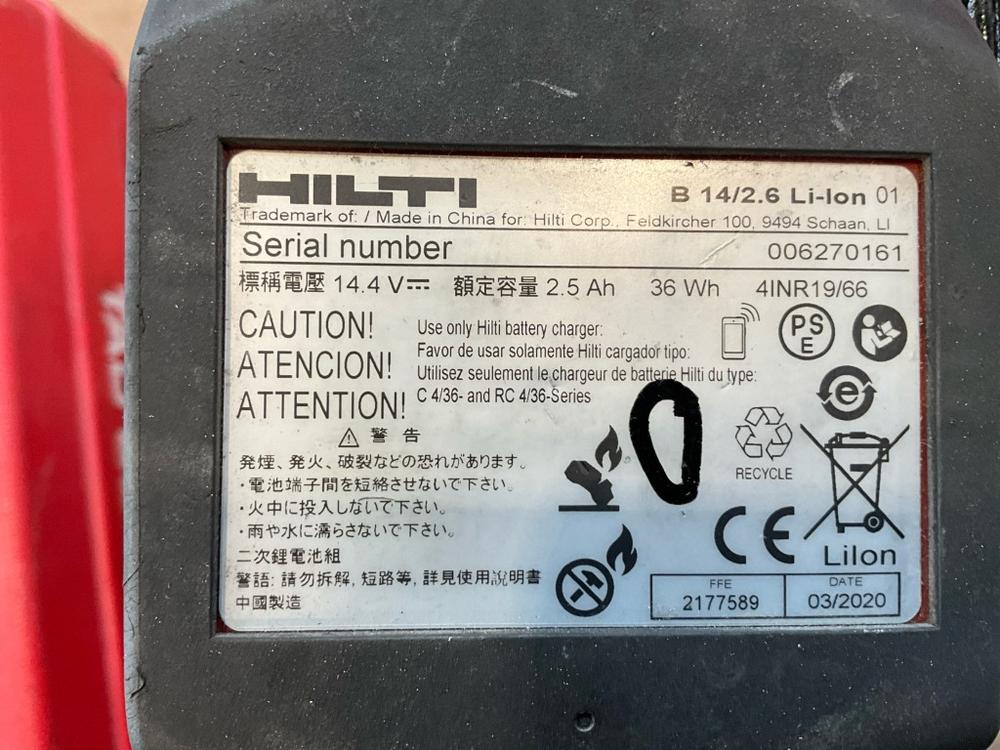 HILTI
B 14/2.6 Li-Ion 01
Trademark of: / Made in China for: Hilti Corp., Feldkircher 100, 9494 Schaan, LI
Serial number 006270161
標稱電壓 14.4 V 額定容量 2.5 Ah 36 Wh 4INR19/66
CAUTION! Use only Hilti battery charger:
Favor de usar solamente Hilti cargador tipo:
ATENCION! Utilisez seulement le chargeur de batterie Hilti du type:
ATTENTION! C 4/36- and RC 4/36-Series
PS
E
警告
発煙、発火、破裂などの恐れがあります。
・電池端子間を短絡させないで下さい。
・火中に投入しないで下さい。
・雨や水に濡らさないで下さい。
二次鋰電池組
警語: 請勿拆解, 短路等, 詳見使用說明書
中國製造
0
RECYCLE
CE
LiIon
FFE
2177589
DATE
03/2020